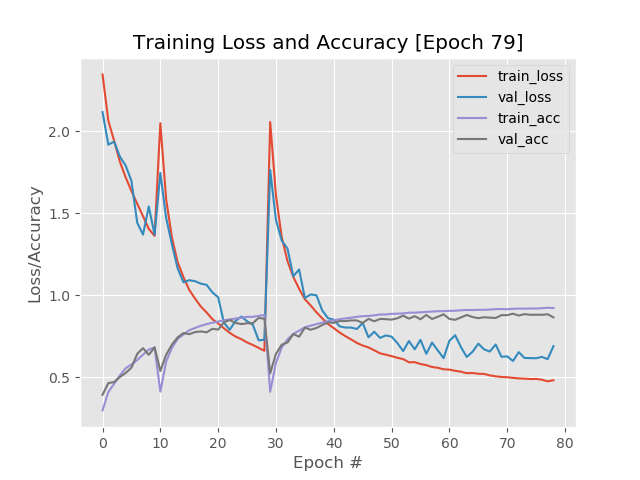 Training Loss and Accuracy [Epoch 79]
train_loss
val_loss
train_acc
val_acc
2.0
1.5
1.0
0.5
Loss/Accuracy
0 10 20 30 40 50 60 70 80
Epoch #